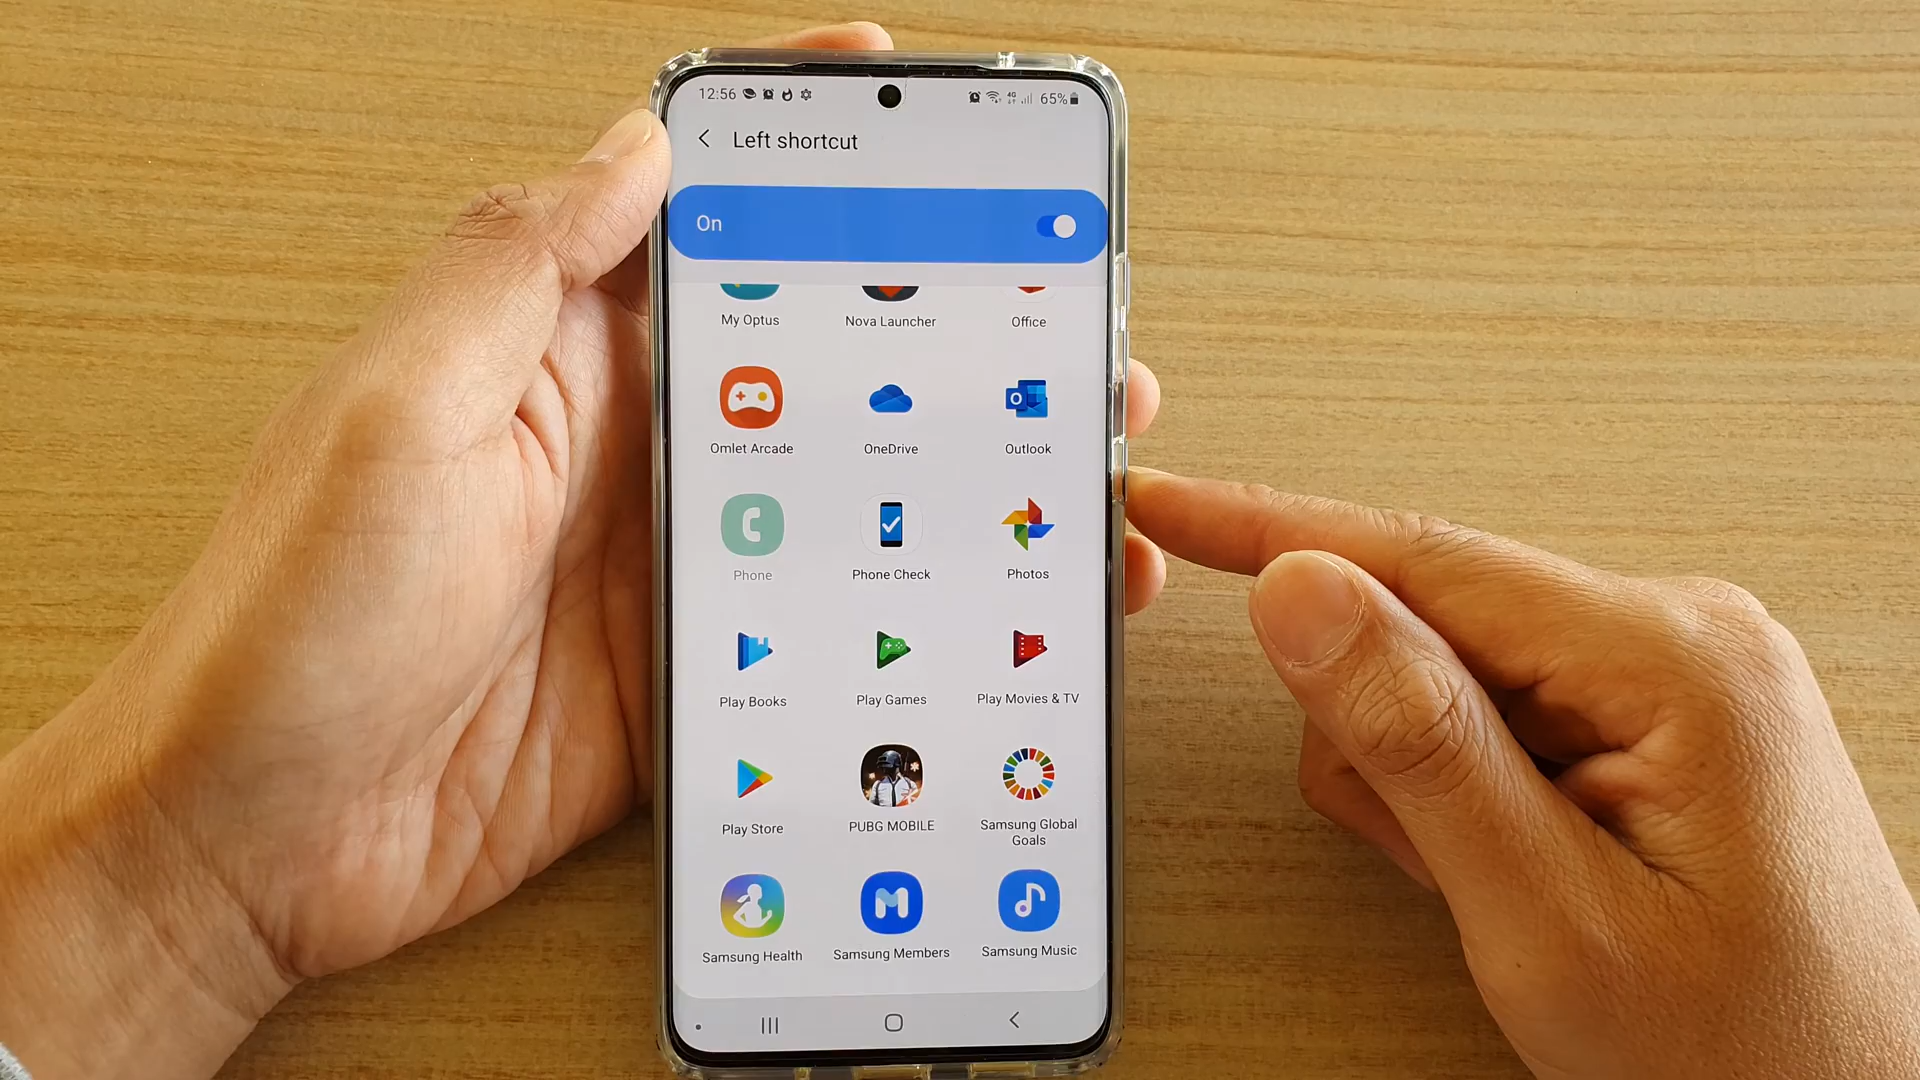 12:56
4G
65%
Left shortcut
On
My Optus
Nova Launcher
Office
Omlet Arcade
OneDrive
O
Outlook
Phone
Phone Check
Photos
Play Books
Play Games
Play Movies & TV
Play Store
PUBG MOBILE
Samsung Global
Goals
Samsung Health
Samsung Members
Samsung Music